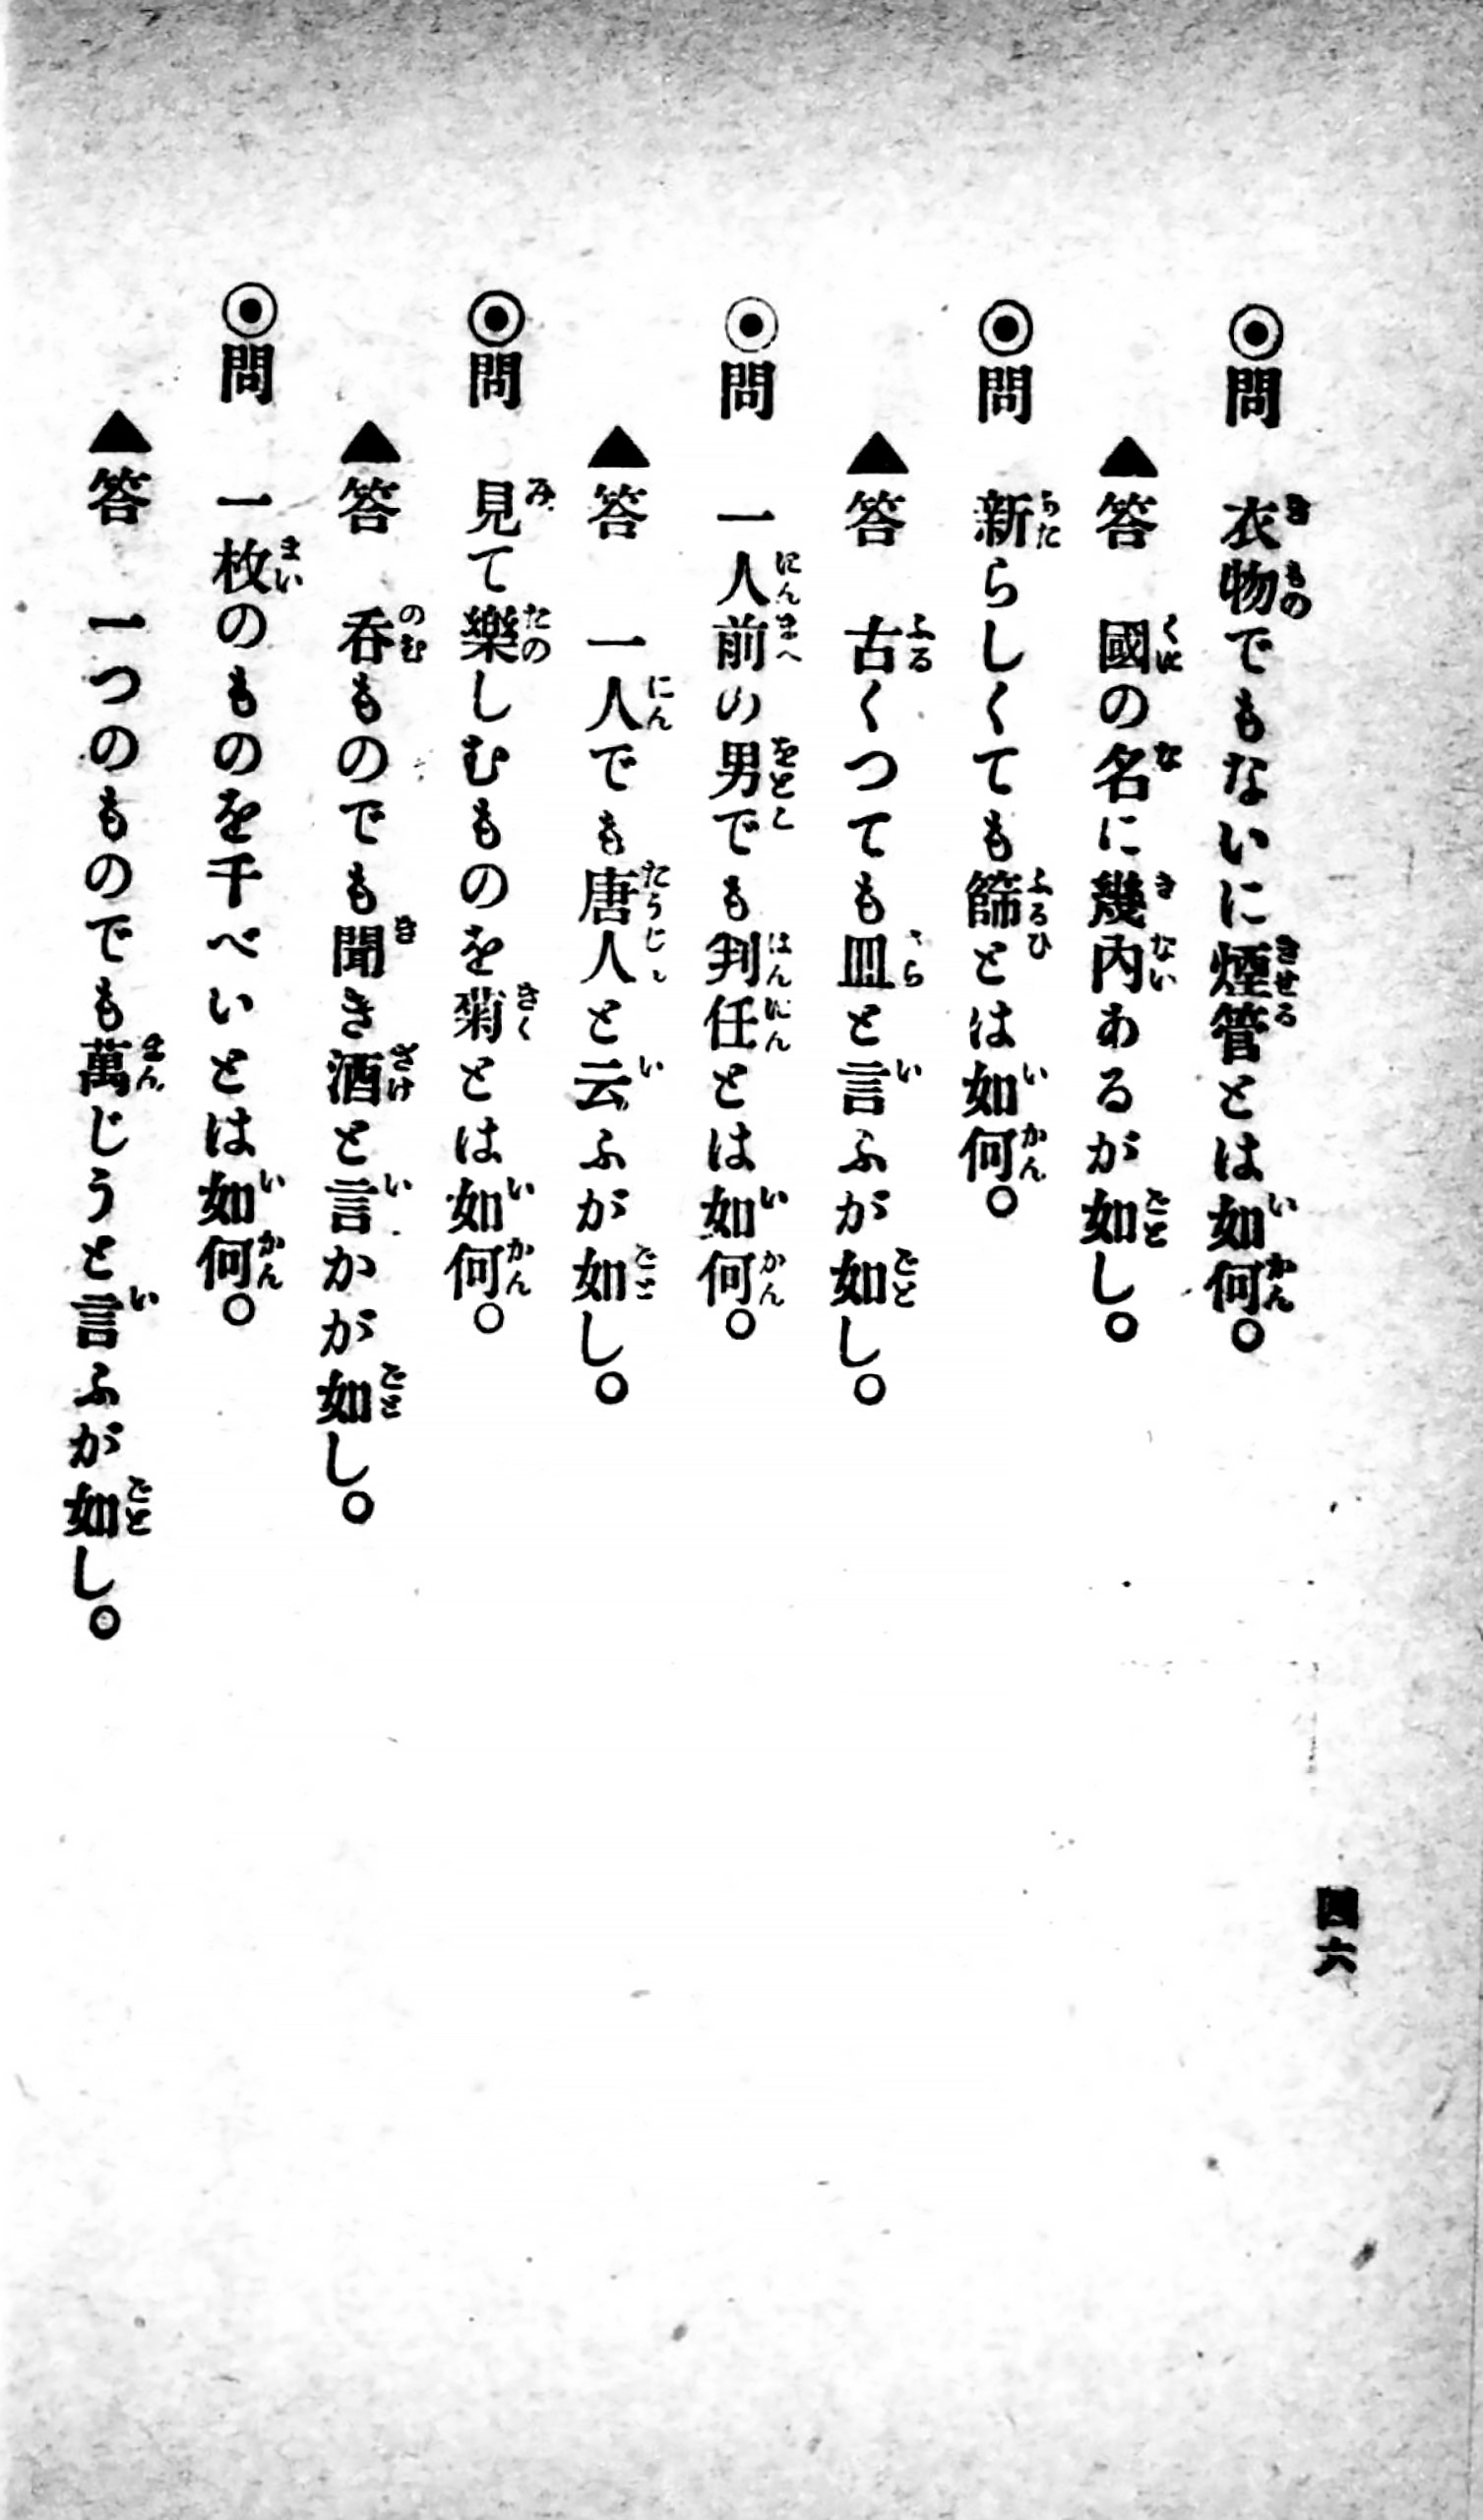 ◉問　衣物でもないに煙管とは如何。
▲答　國の名に幾内あるが如し。
◉問　新らしくても篩とは如何。
▲答　古くつても皿と言ふが如し。
◉問　一人前の男でも判任とは如何。
▲答　一人でも唐人と云ふが如し。
◉問　見て樂しむものを菊とは如何。
▲答　呑ものでも聞き酒と言かが如し。
◉問　一枚のものを千べいとは如何。
▲答　一つのものでも萬じうと言ふが如し。
四六